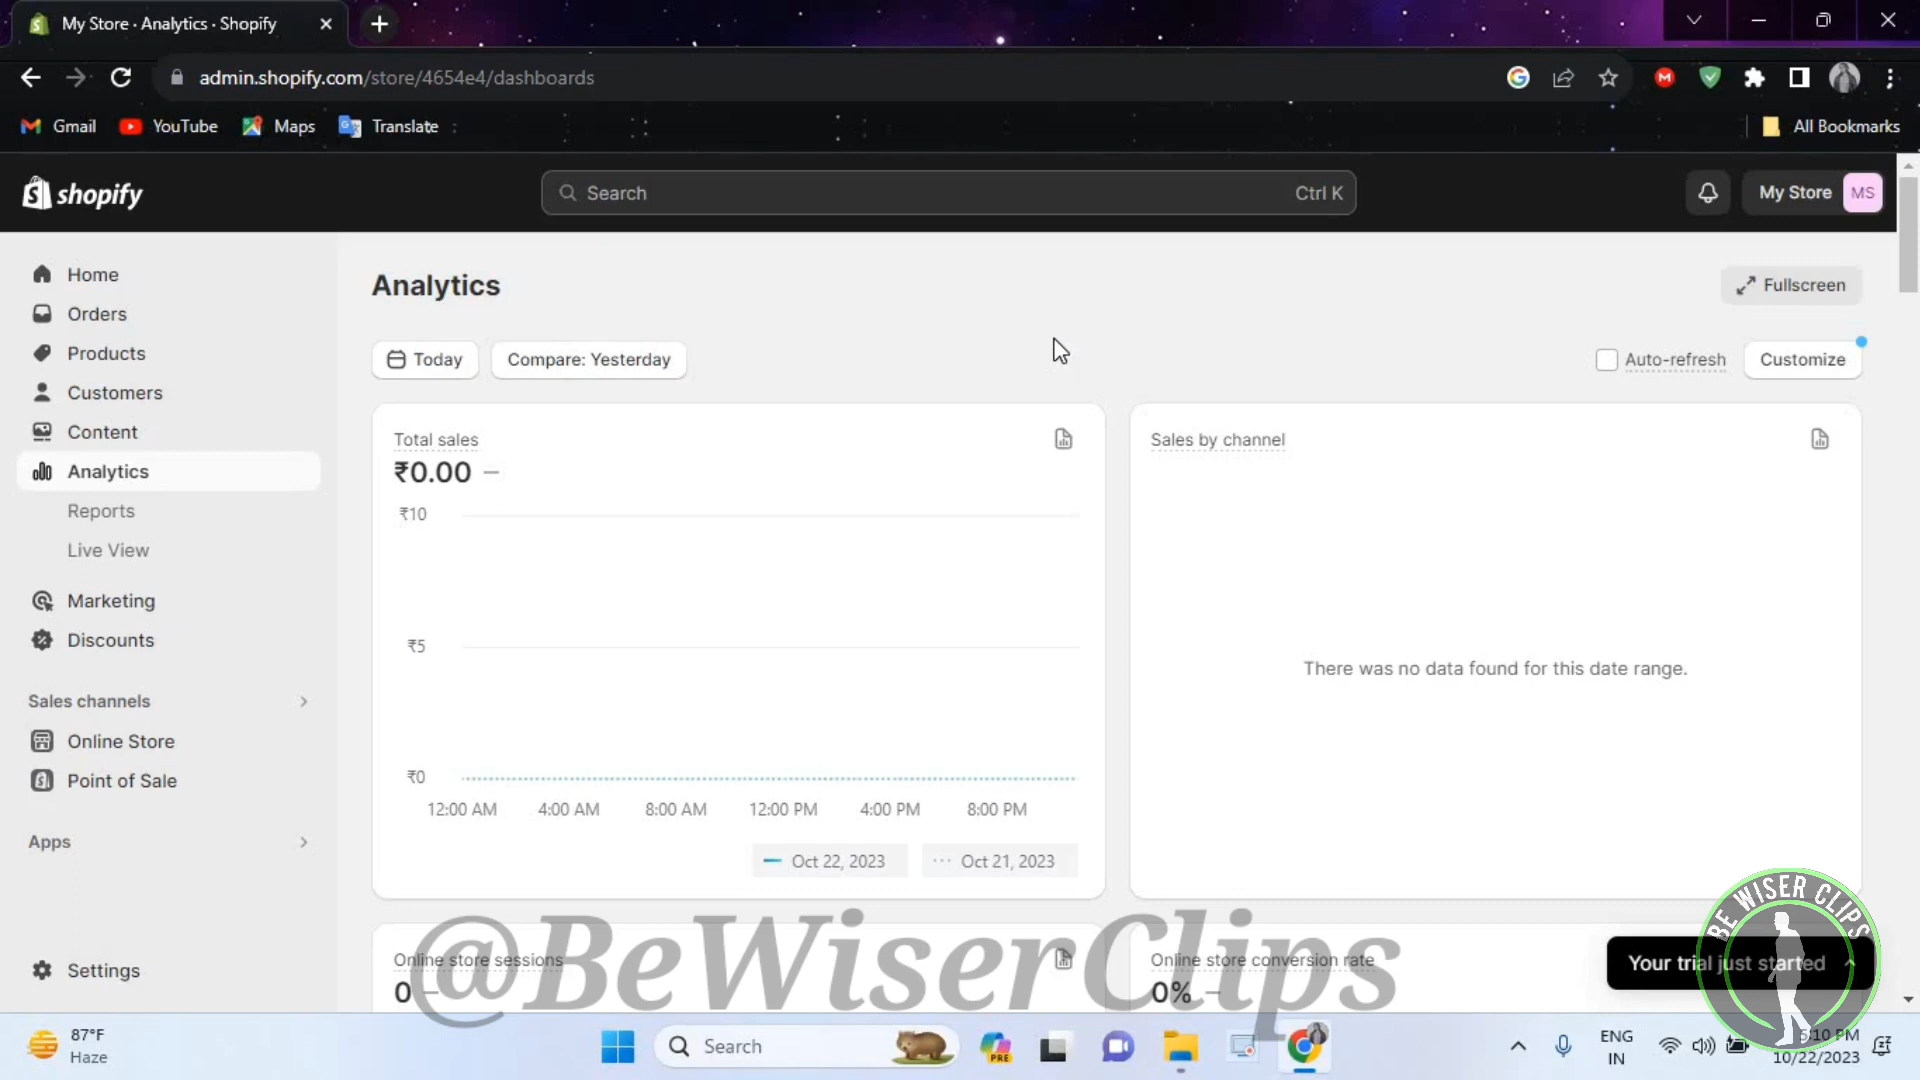 My Store · Analytics · Shopify
admin.shopify.com/store/4654e4/dashboards
Gmail YouTube Maps Translate All Bookmarks
shopify Search Ctrl K My Store MS
Home
Orders
Products
Customers
Content
Analytics
Reports
Live View
Marketing
Discounts
Sales channels
Online Store
Point of Sale
Apps
Settings
Analytics
Fullscreen
Today Compare: Yesterday Auto-refresh Customize
Total sales
₹0.00 –
₹10
₹5
₹0
12:00 AM 4:00 AM 8:00 AM 12:00 PM 4:00 PM 8:00 PM
Oct 22, 2023 Oct 21, 2023
Sales by channel
There was no data found for this date range.
Online store sessions
0 –
Online store conversion rate
0% –
Your trial just started
@BeWiserClips
BE WISER CLIPS
87°F
Haze
Search
PRE
ENG
IN
:10 PM
10/22/2023